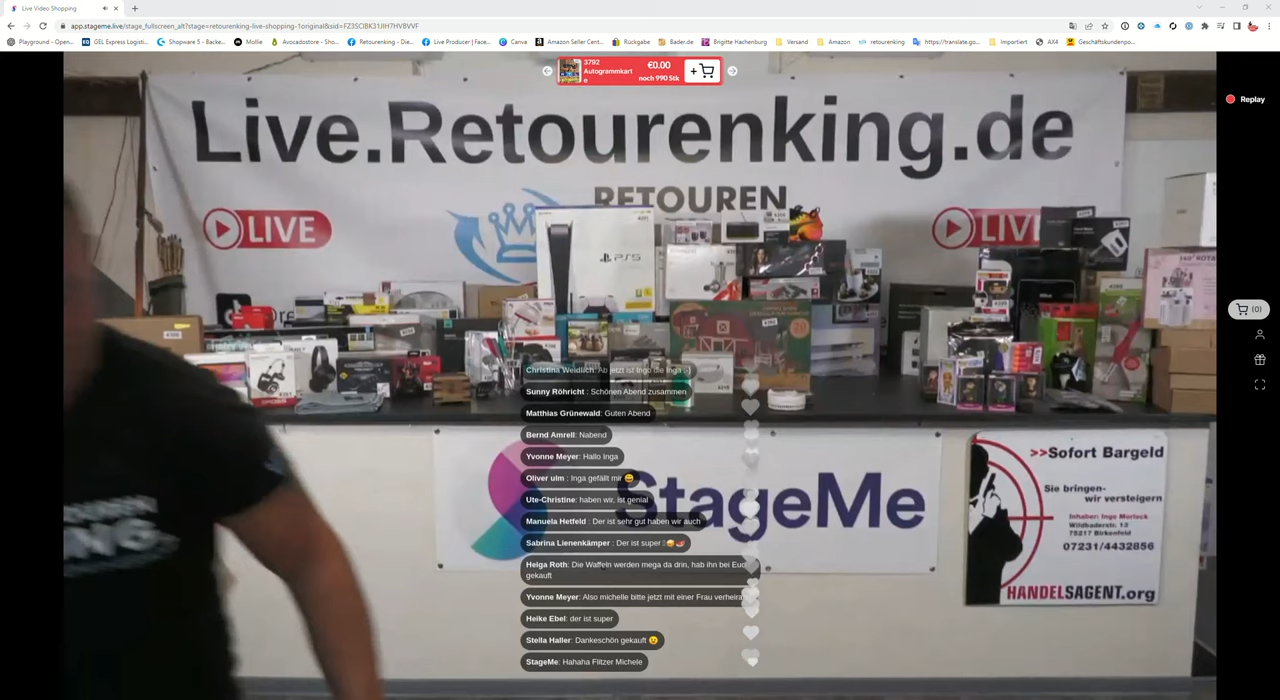 Live Video Shopping
app.stageme.live/stage_fullscreen_alt?stage=retourenking-live-shopping-1original&sid=FZ3SCIBK31JIH7HVBVVF
Playground - Open...
GEL Express Logisti...
Shopware 5 - Backe...
Mollie
Avocadostore - Sho...
Retourenking - Die...
Live Producer | Face...
Canva
Amazon Seller Cent...
Rückgabe
Bader.de
Brigitte Hachenburg
Versand
Amazon
retourenking
https://translate.go...
Importiert
AX4
Geschäftskundenpo...
3792
Autogrammkart
e
€0.00
noch 990 Stk
+
Replay
Live.Retourenking.de
RETOUREN
LIVE
LIVE
PS5
(0)
Christina Weidlich: Ab jetzt ist Ingo die Inga :-)
Sunny Röhricht : Schönen Abend zusammen
Matthias Grünewald: Guten Abend
Bernd Amrell: Nabend
Yvonne Meyer: Hallo Inga
Oliver ulm : Inga gefällt mir 😄
Ute-Christine: haben wir, ist genial
Manuela Hetfeld : Der ist sehr gut haben wir auch
Sabrina Lienenkämper : Der ist super
Helga Roth: Die Waffeln werden mega da drin, hab ihn bei Euch
gekauft
Yvonne Meyer: Also michelle bitte jetzt mit einer Frau verheira
Heike Ebel: der ist super
Stella Haller: Dankeschön gekauft 😮
StageMe: Hahaha Flitzer Michele
StageMe
>>Sofort Bargeld
Sie bringen-
wir versteigern
Inhaber: Ingo Morlock
Wildbaderstr. 13
75217 Birkenfeld
07231/4432856
HANDELSAGENT.org